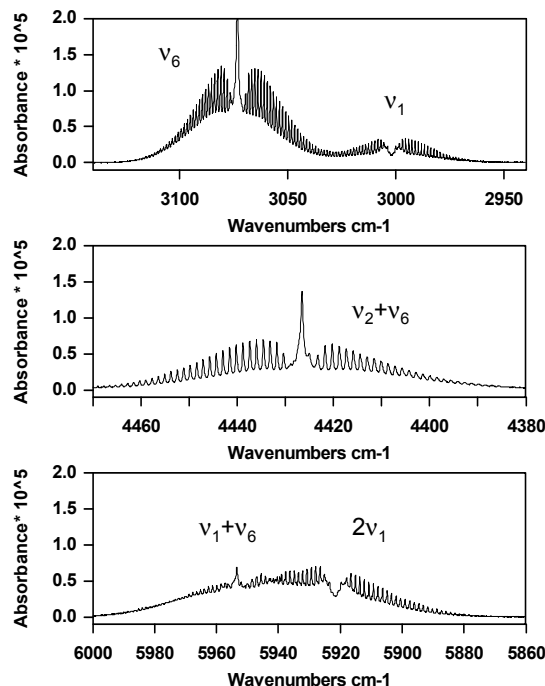 Absorbance * 10^5
2.0
1.5
1.0
0.5
0.0
ν6
ν1
3100 3050 3000 2950
Wavenumbers cm-1
Absorbance * 10^5
2.0
1.5
1.0
0.5
0.0
ν2+ν6
4460 4440 4420 4400 4380
Wavenumbers cm-1
Absorbance* 10^5
2.0
1.5
1.0
0.5
0.0
ν1+ν6 2ν1
6000 5980 5960 5940 5920 5900 5880 5860
Wavenumbers cm-1